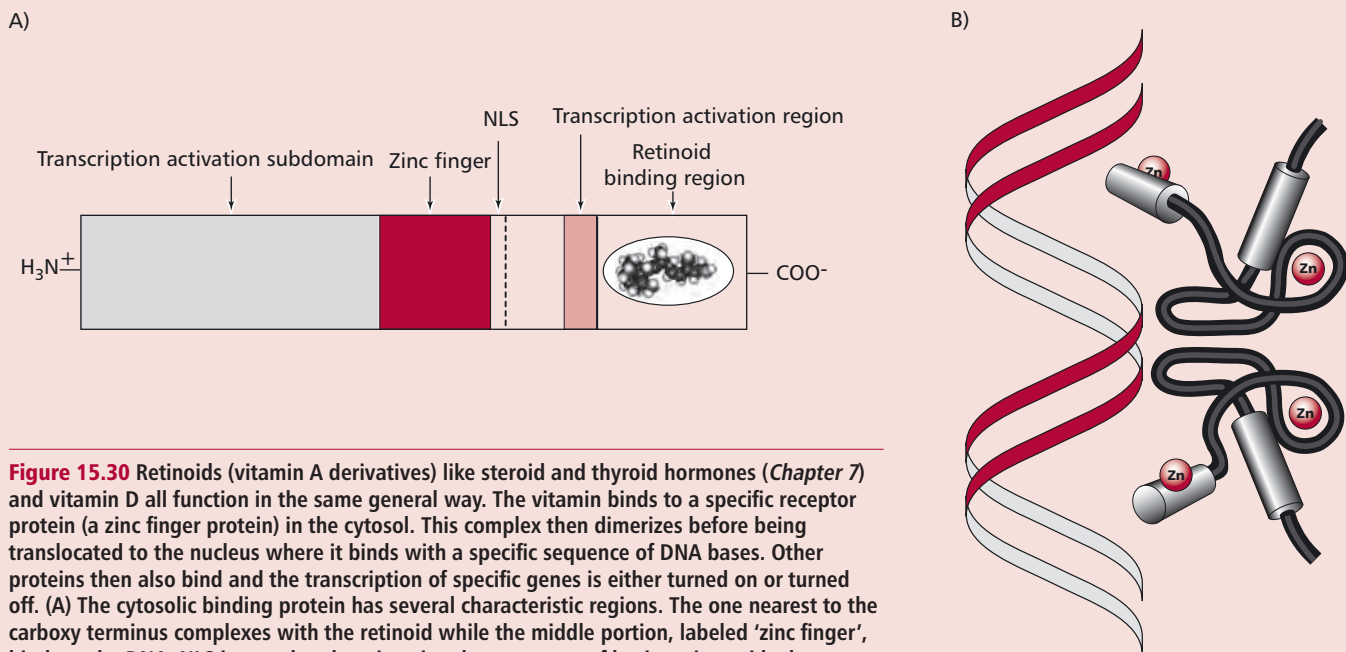 A)
B)
NLS
Transcription activation region
Transcription activation subdomain
Zinc finger
Retinoid
binding region
H₃N⁺
COO⁻
Zn
Zn
Zn
Zn
Figure 15.30 Retinoids (vitamin A derivatives) like steroid and thyroid hormones (Chapter 7)
and vitamin D all function in the same general way. The vitamin binds to a specific receptor
protein (a zinc finger protein) in the cytosol. This complex then dimerizes before being
translocated to the nucleus where it binds with a specific sequence of DNA bases. Other
proteins then also bind and the transcription of specific genes is either turned on or turned
off. (A) The cytosolic binding protein has several characteristic regions. The one nearest to the
carboxy terminus complexes with the retinoid while the middle portion, labeled ‘zinc finger’,